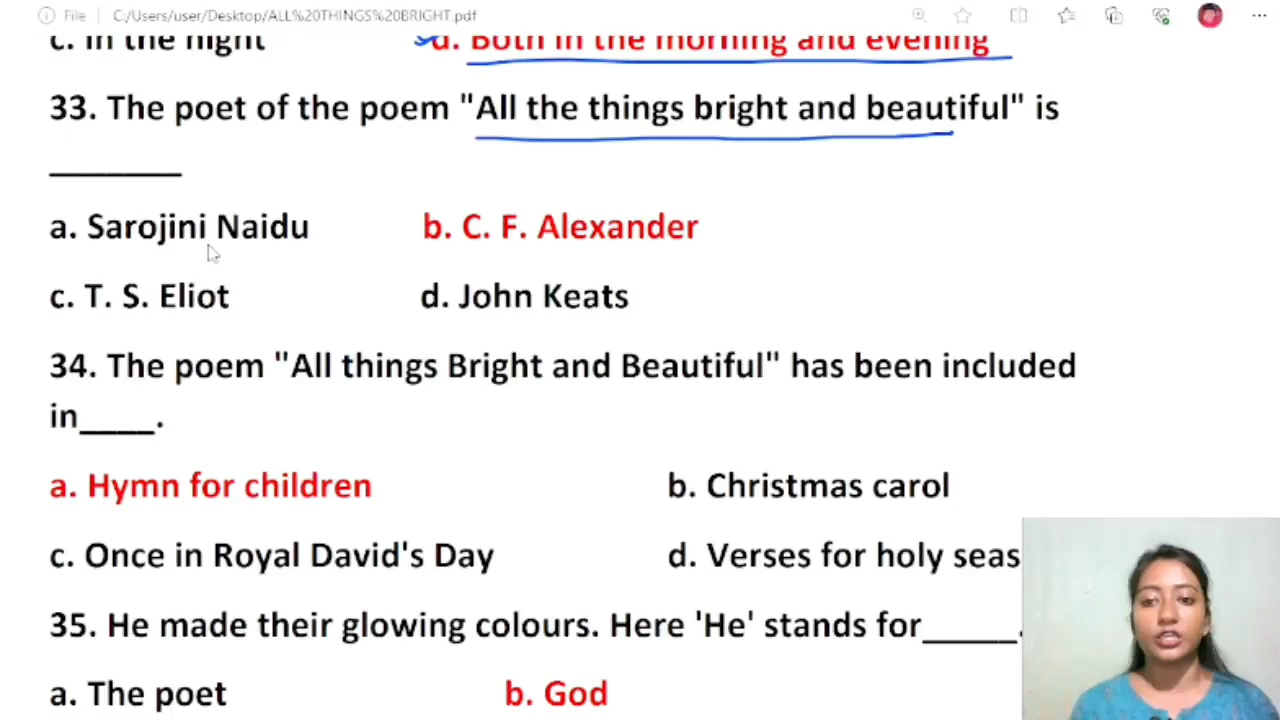 File C:/Users/user/Desktop/ALL%20THINGS%20BRIGHT.pdf
c. In the night d. Both in the morning and evening
33. The poet of the poem "All the things bright and beautiful" is
_______
a. Sarojini Naidu b. C. F. Alexander
c. T. S. Eliot d. John Keats
34. The poem "All things Bright and Beautiful" has been included
in____.
a. Hymn for children b. Christmas carol
c. Once in Royal David's Day d. Verses for holy seas
35. He made their glowing colours. Here 'He' stands for_____.
a. The poet b. God